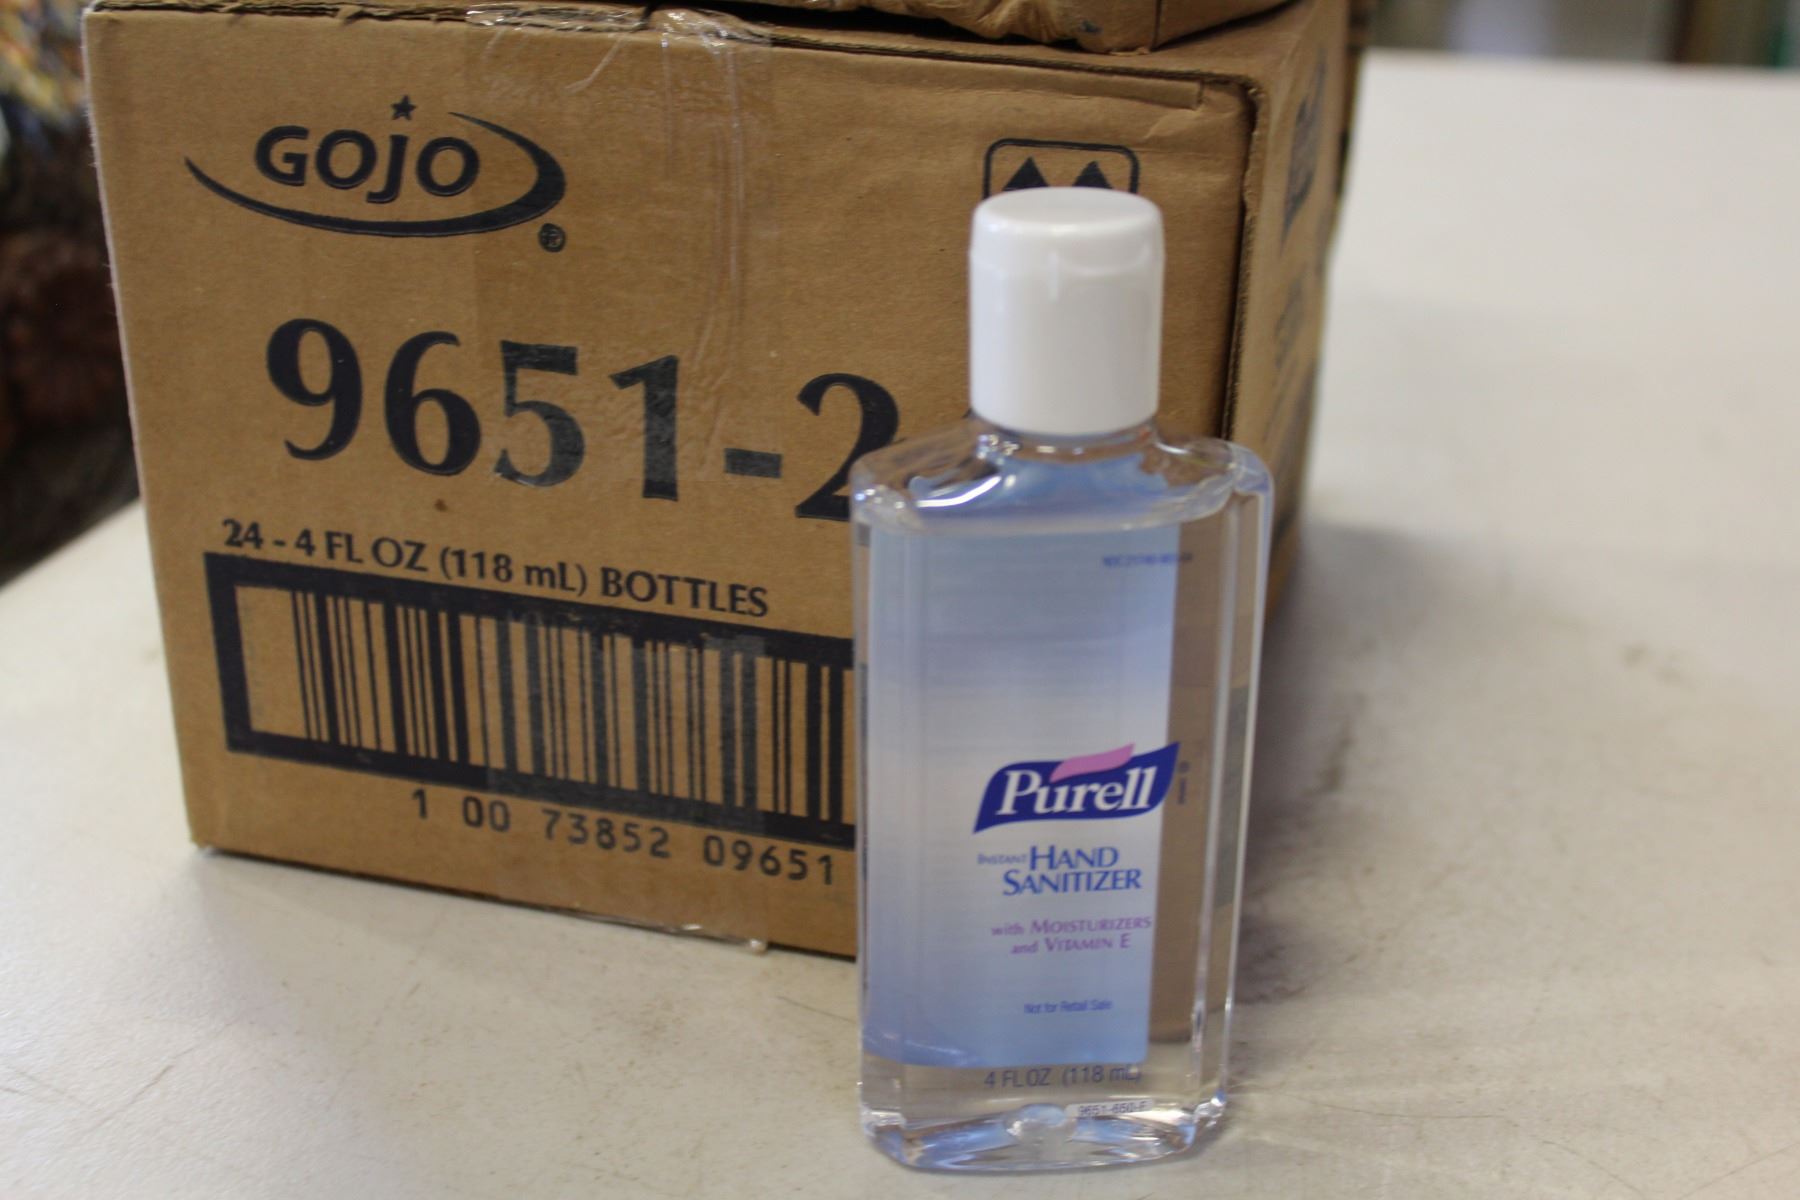 GOJO
®
9651-2
24 - 4 FL OZ (118 mL) BOTTLES
1 00 73852 09651
Purell
INSTANT HAND
SANITIZER
with MOISTURIZERS
and VITAMIN E
Not for Retail Sale
4 FL OZ (118 mL)